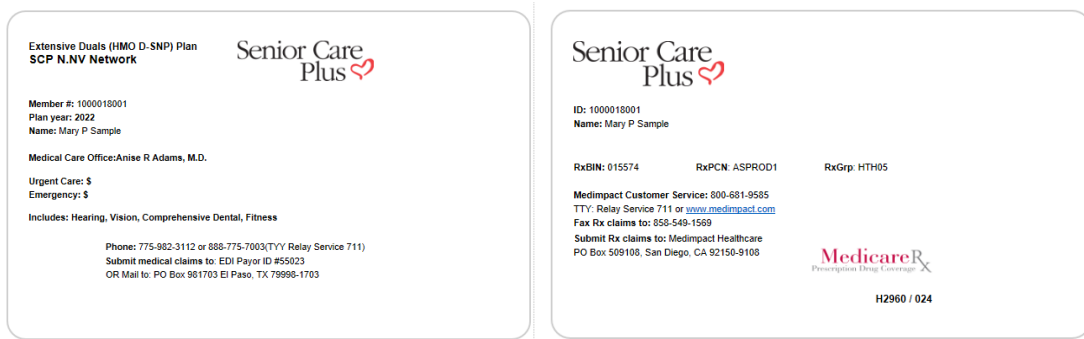 Extensive Duals (HMO D-SNP) Plan
SCP N.NV Network
Senior Care
Plus
Member #: 1000018001
Plan year: 2022
Name: Mary P Sample
Medical Care Office:Anise R Adams, M.D.
Urgent Care: $
Emergency: $
Includes: Hearing, Vision, Comprehensive Dental, Fitness
Phone: 775-982-3112 or 888-775-7003(TYY Relay Service 711)
Submit medical claims to: EDI Payor ID #55023
OR Mail to: PO Box 981703 El Paso, TX 79998-1703
Senior Care
Plus
ID: 1000018001
Name: Mary P Sample
RxBIN: 015574 RxPCN: ASPROD1 RxGrp: HTH05
Medimpact Customer Service: 800-681-9585
TTY: Relay Service 711 or www.medimpact.com
Fax Rx claims to: 858-549-1569
Submit Rx claims to: Medimpact Healthcare
PO Box 509108, San Diego, CA 92150-9108
MedicareRx
Prescription Drug Coverage
H2960 / 024